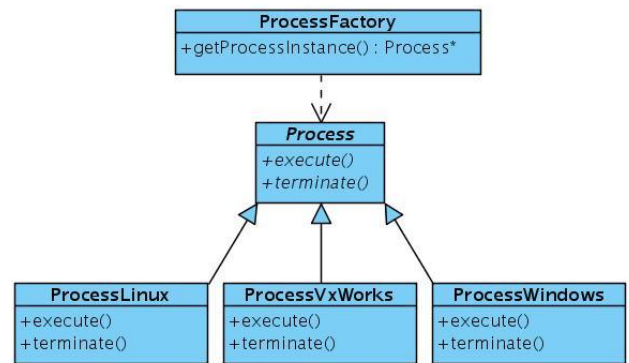 ProcessFactory
+getProcessInstance() : Process*
Process
+execute()
+terminate()
ProcessLinux
+execute()
+terminate()
ProcessVxWorks
+execute()
+terminate()
ProcessWindows
+execute()
+terminate()